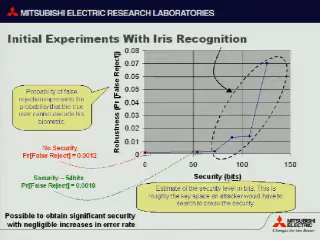 MITSUBISHI ELECTRIC RESEARCH LABORATORIES
Initial Experiments With Iris Recognition
Probability of false
rejection represents the
probability that the true
user cannot decode his
biometric.
No Security
Pr[False Reject] = 0.0012
Security ~ 54bits
Pr[False Reject] = 0.0018
Possible to obtain significant security
with negligible increases in error rate
Robustness (Pr [False Reject])
0.08
0.07
0.06
0.05
0.04
0.03
0.02
0.01
0
0
50
100
150
Security (bits)
Estimate of the security level in bits. This is
roughly the key space an attacker would have to
search to break the security.
MITSUBISHI
ELECTRIC
Changes for the Better